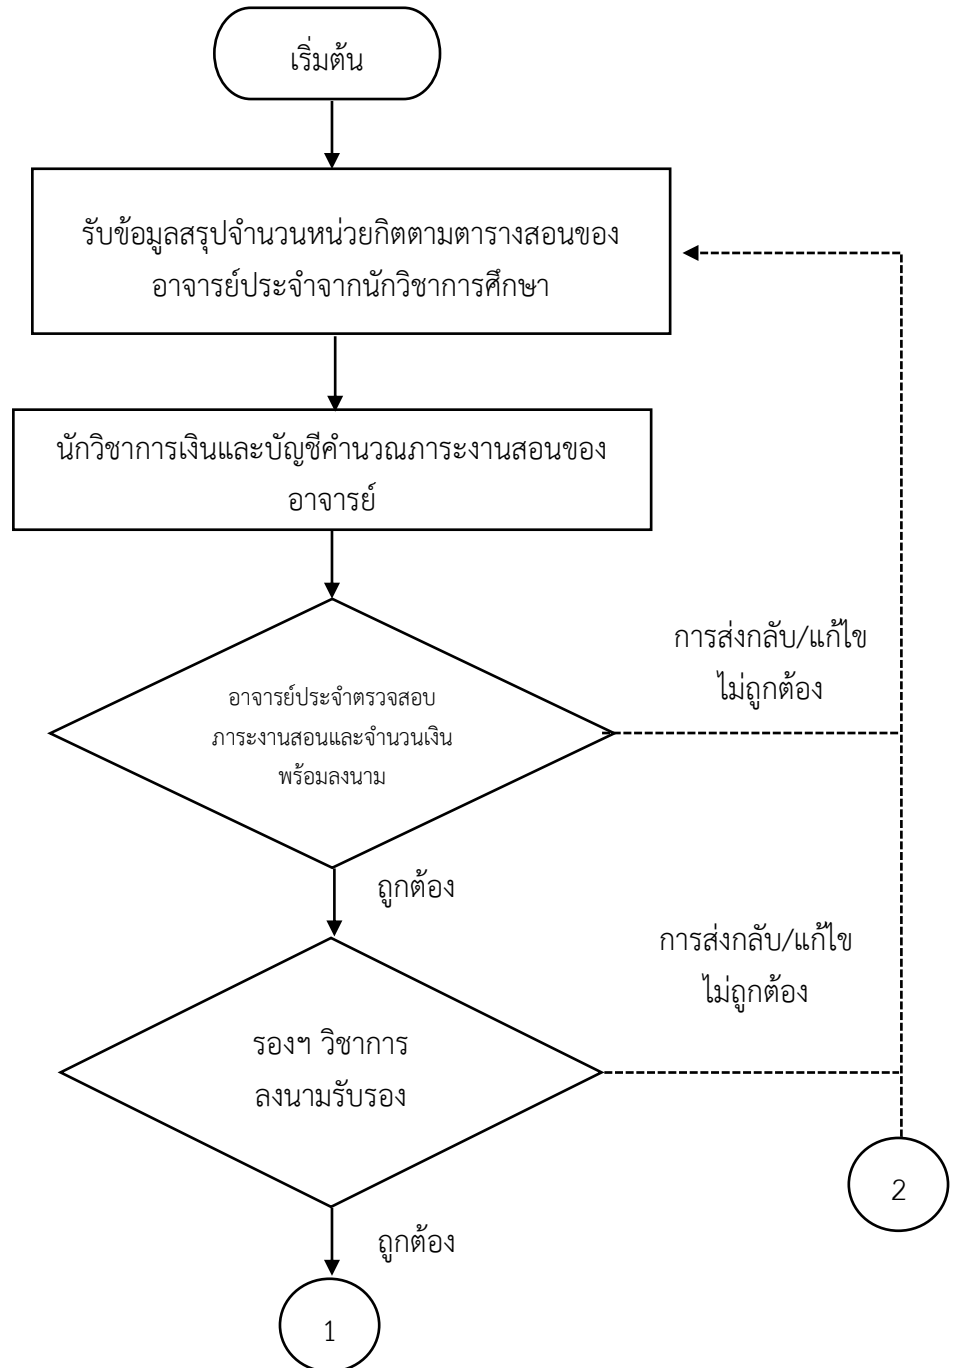 เริ่มต้น
รับข้อมูลสรุปจำนวนหน่วยกิตตามตารางสอนของ
อาจารย์ประจำจากนักวิชาการศึกษา
นักวิชาการเงินและบัญชีคำนวณภาระงานสอนของ
อาจารย์
การส่งกลับ/แก้ไข
ไม่ถูกต้อง
อาจารย์ประจำตรวจสอบ
ภาระงานสอนและจำนวนเงิน
พร้อมลงนาม
ถูกต้อง
การส่งกลับ/แก้ไข
ไม่ถูกต้อง
รองฯ วิชาการ
ลงนามรับรอง
2
ถูกต้อง
1